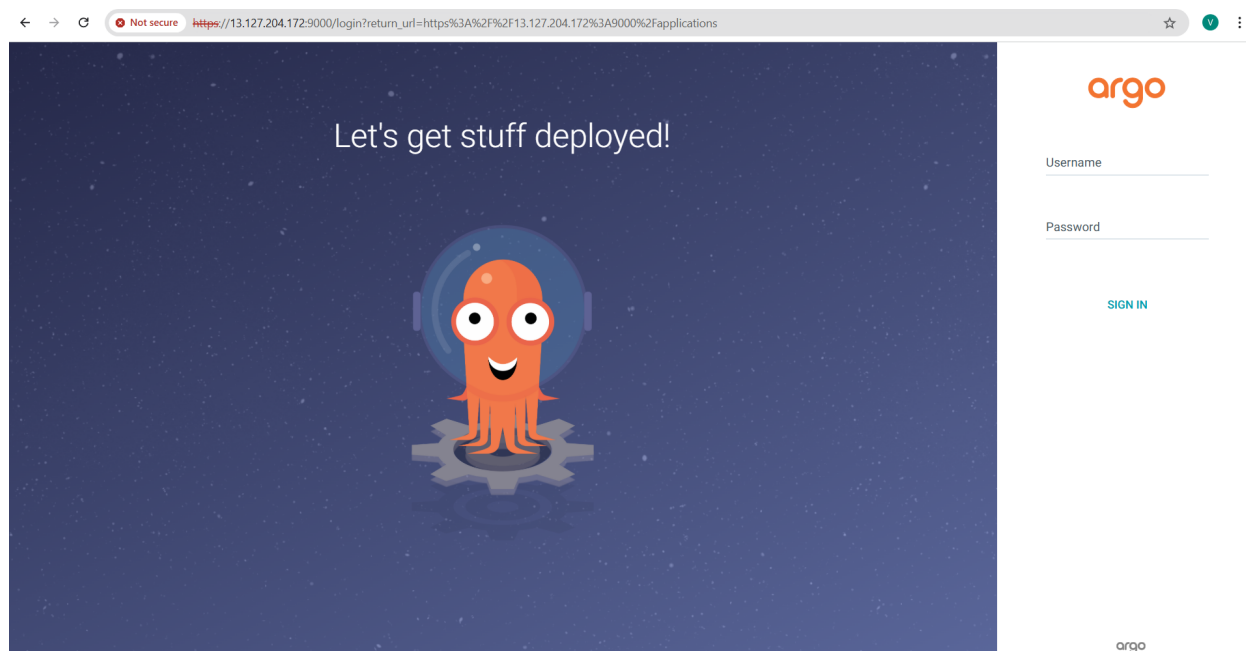 Not secure https://13.127.204.172:9000/login?return_url=https%3A%2F%2F13.127.204.172%3A9000%2Fapplications
V
Let's get stuff deployed!
argo
Username
Password
SIGN IN
argo